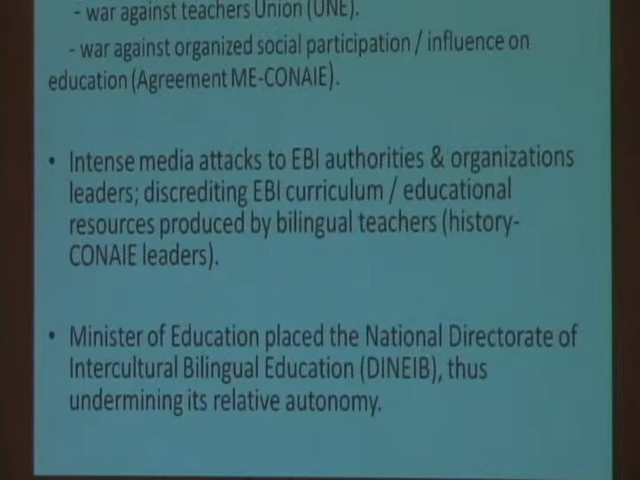 - war against teachers Union (UNE).
- war against organized social participation / influence on
education (Agreement ME-CONAIE).
• Intense media attacks to EBI authorities & organizations
leaders; discrediting EBI curriculum / educational
resources produced by bilingual teachers (history-
CONAIE leaders).
• Minister of Education placed the National Directorate of
Intercultural Bilingual Education (DINEIB), thus
undermining its relative autonomy.